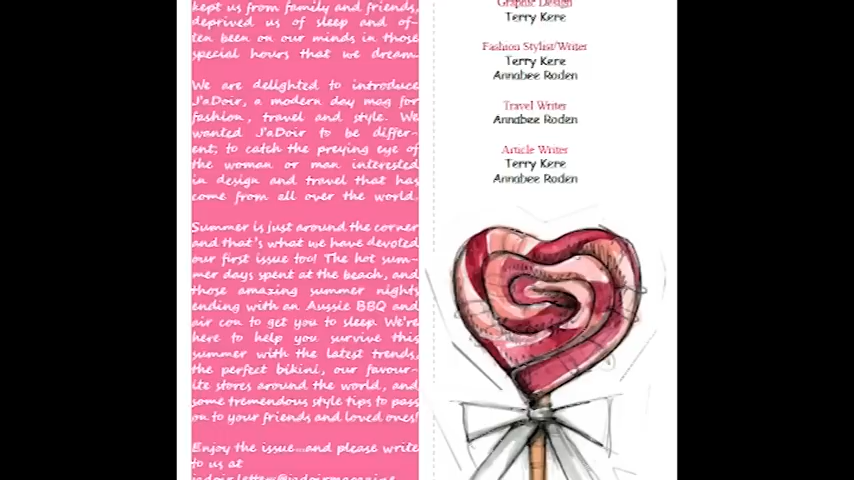 kept us from family and friends,
deprived us of sleep and of-
ten been on our minds in those
special hours that we dream.
We are delighted to introduce
J'aDoir, a modern day mag for
fashion, travel and style. We
wanted J'aDoir to be differ-
ent; to catch the preying eye of
the woman or man interested
in design and travel that has
come from all over the world.
Summer is just around the corner
and that's what we have devoted
our first issue too! The hot sum-
mer days spent at the beach, and
those amazing summer nights
ending with an Aussie BBQ and
air con to get you to sleep. We're
here to help you survive this
summer with the latest trends,
the perfect bikini, our favour-
ite stores around the world, and
some tremendous style tips to pass
on to your friends and loved ones!
Enjoy the issue...and please write
to us at
jadoir.letters@jadoirmagazine.
Graphic Design
Terry Kere
Fashion Stylist/Writer
Terry Kere
Annabee Roden
Travel Writer
Annabee Roden
Article Writer
Terry Kere
Annabee Roden